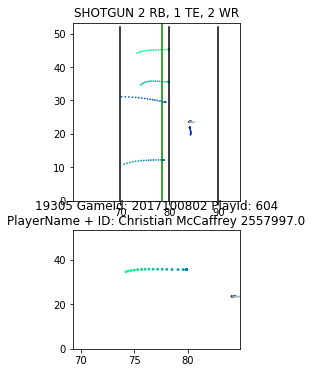 SHOTGUN 2 RB, 1 TE, 2 WR
50
40
30
20
10
0
70 80 90
19305 GameId: 2017100802 PlayId: 604
PlayerName + ID: Christian McCaffrey 2557997.0
40
20
0
70 75 80